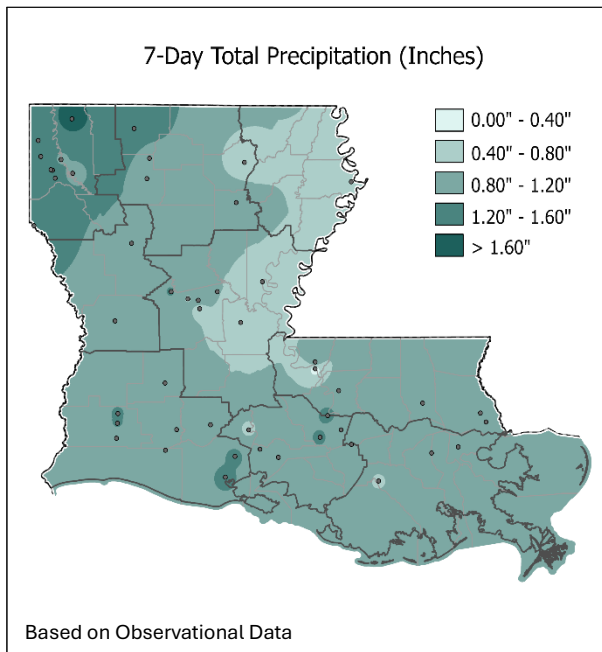 7-Day Total Precipitation (Inches)
0.00" - 0.40"
0.40" - 0.80"
0.80" - 1.20"
1.20" - 1.60"
> 1.60"
Based on Observational Data